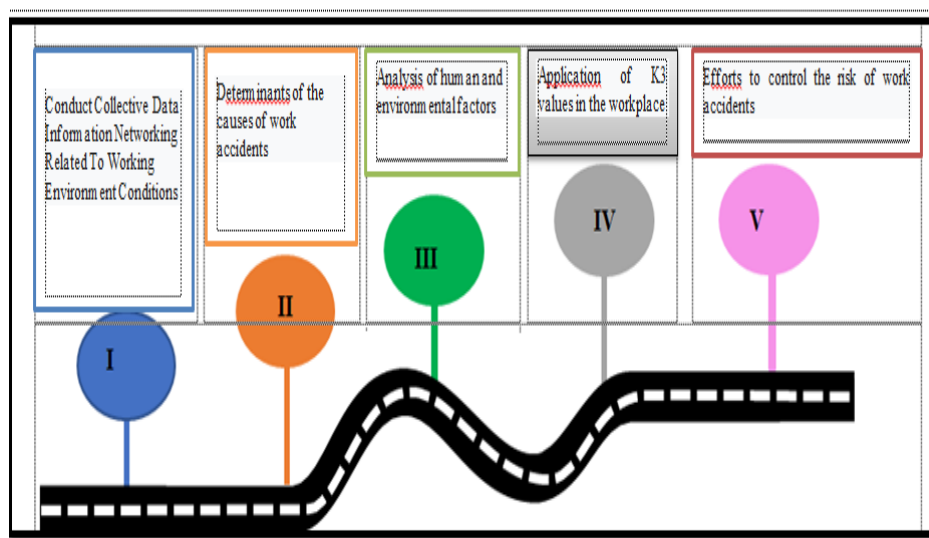 Conduct Collective Data
Information Networking
Related To Working
Environment Conditions
Determinants of the
causes of work
accidents
Analysis of human and
environmental factors
Application of K3
values in the workplace
Efforts to control the risk of work
accidents
I
II
III
IV
V